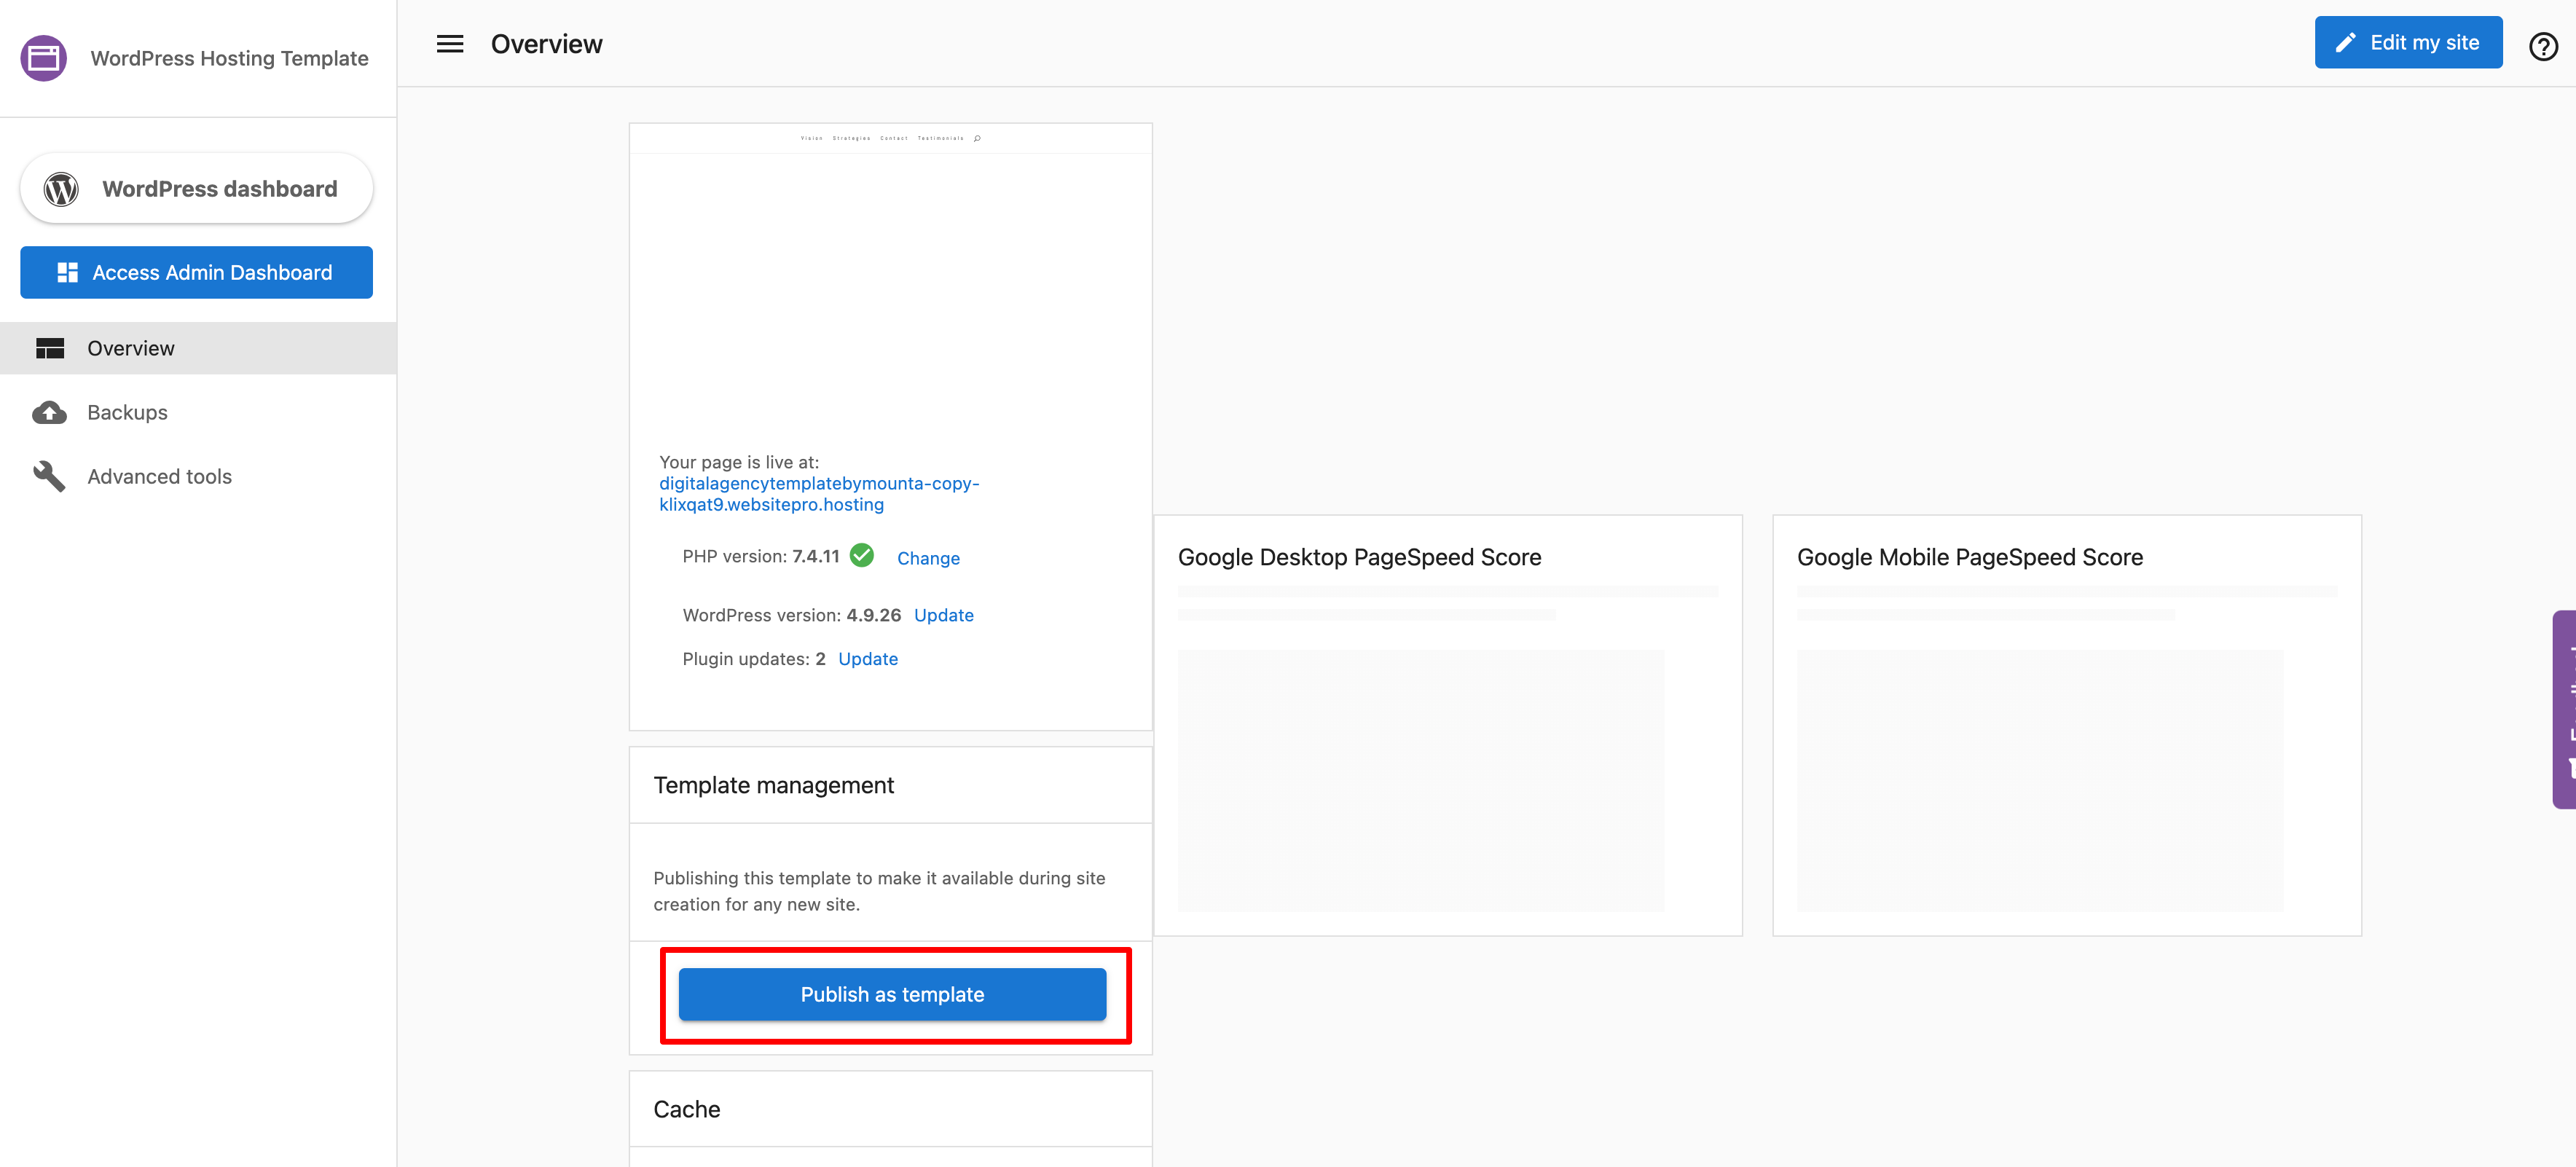 WordPress Hosting Template
Overview
Edit my site
WordPress dashboard
Access Admin Dashboard
Overview
Backups
Advanced tools
Vision Strategies Contact Testimonials
Your page is live at:
digitalagencytemplatebymounta-copy-
klixqat9.websitepro.hosting
PHP version: 7.4.11 Change
WordPress version: 4.9.26 Update
Plugin updates: 2 Update
Google Desktop PageSpeed Score
Google Mobile PageSpeed Score
Template management
Publishing this template to make it available during site
creation for any new site.
Publish as template
Cache